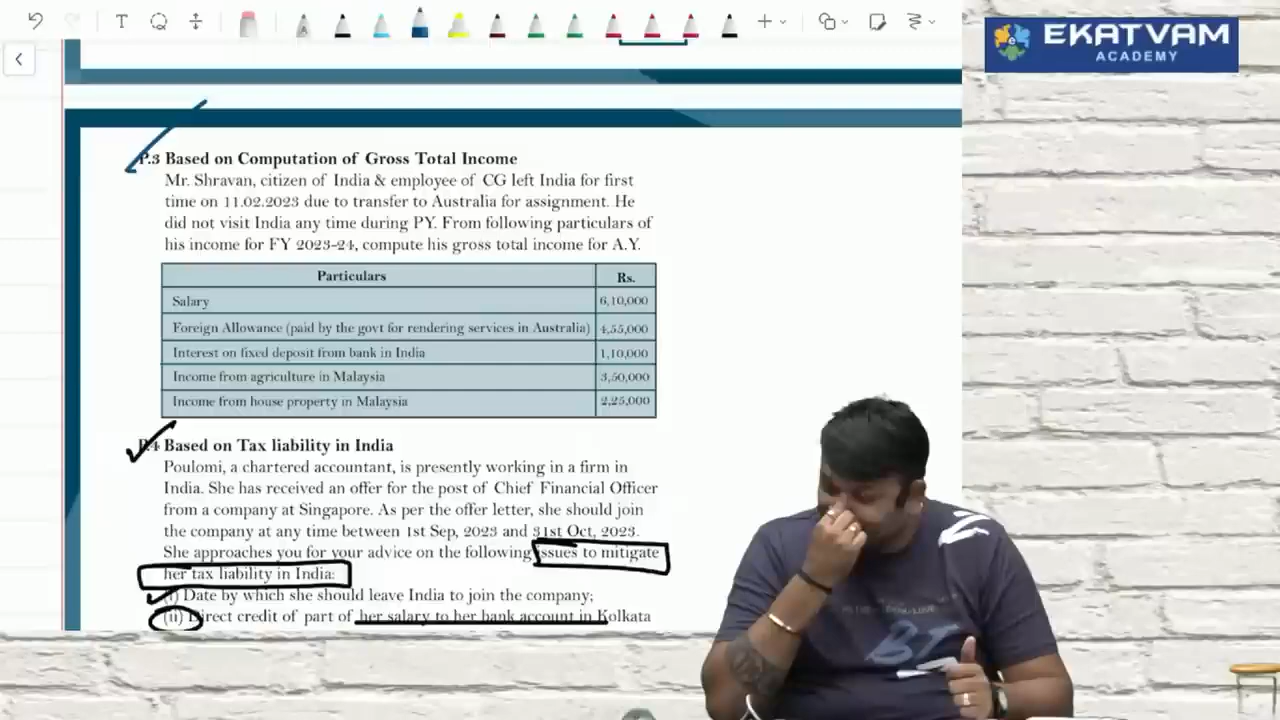 EKATVAM
ACADEMY
P.3 Based on Computation of Gross Total Income
Mr. Shravan, citizen of India & employee of CG left India for first
time on 11.02.2023 due to transfer to Australia for assignment. He
did not visit India any time during PY. From following particulars of
his income for FY 2023-24, compute his gross total income for A.Y.
Particulars Rs.
Salary 6,10,000
Foreign Allowance (paid by the govt for rendering services in Australia) 4,55,000
Interest on fixed deposit from bank in India 1,10,000
Income from agriculture in Malaysia 3,50,000
Income from house property in Malaysia 2,25,000
P.4 Based on Tax liability in India
Poulomi, a chartered accountant, is presently working in a firm in
India. She has received an offer for the post of Chief Financial Officer
from a company at Singapore. As per the offer letter, she should join
the company at any time between 1st Sep, 2023 and 31st Oct, 2023.
She approaches you for your advice on the following issues to mitigate
her tax liability in India:
(i) Date by which she should leave India to join the company;
(ii) Direct credit of part of her salary to her bank account in Kolkata